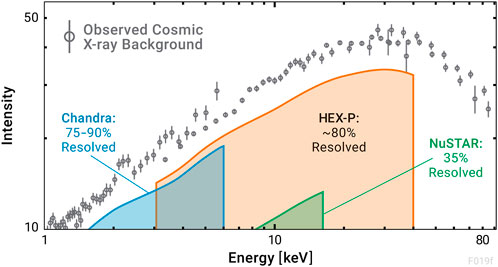 50
Observed Cosmic
X-ray Background
Chandra:
75-90%
Resolved
HEX-P:
~80%
Resolved
NuSTAR:
35%
Resolved
Intensity
10
1
10
80
Energy [keV]
F019f